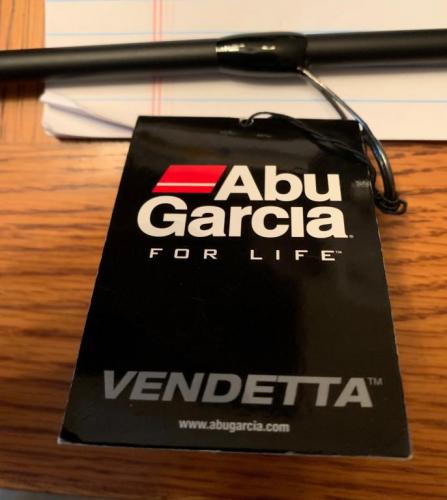 Abu
Garcia®
FOR LIFE™
VENDETTA™
www.abugarcia.com